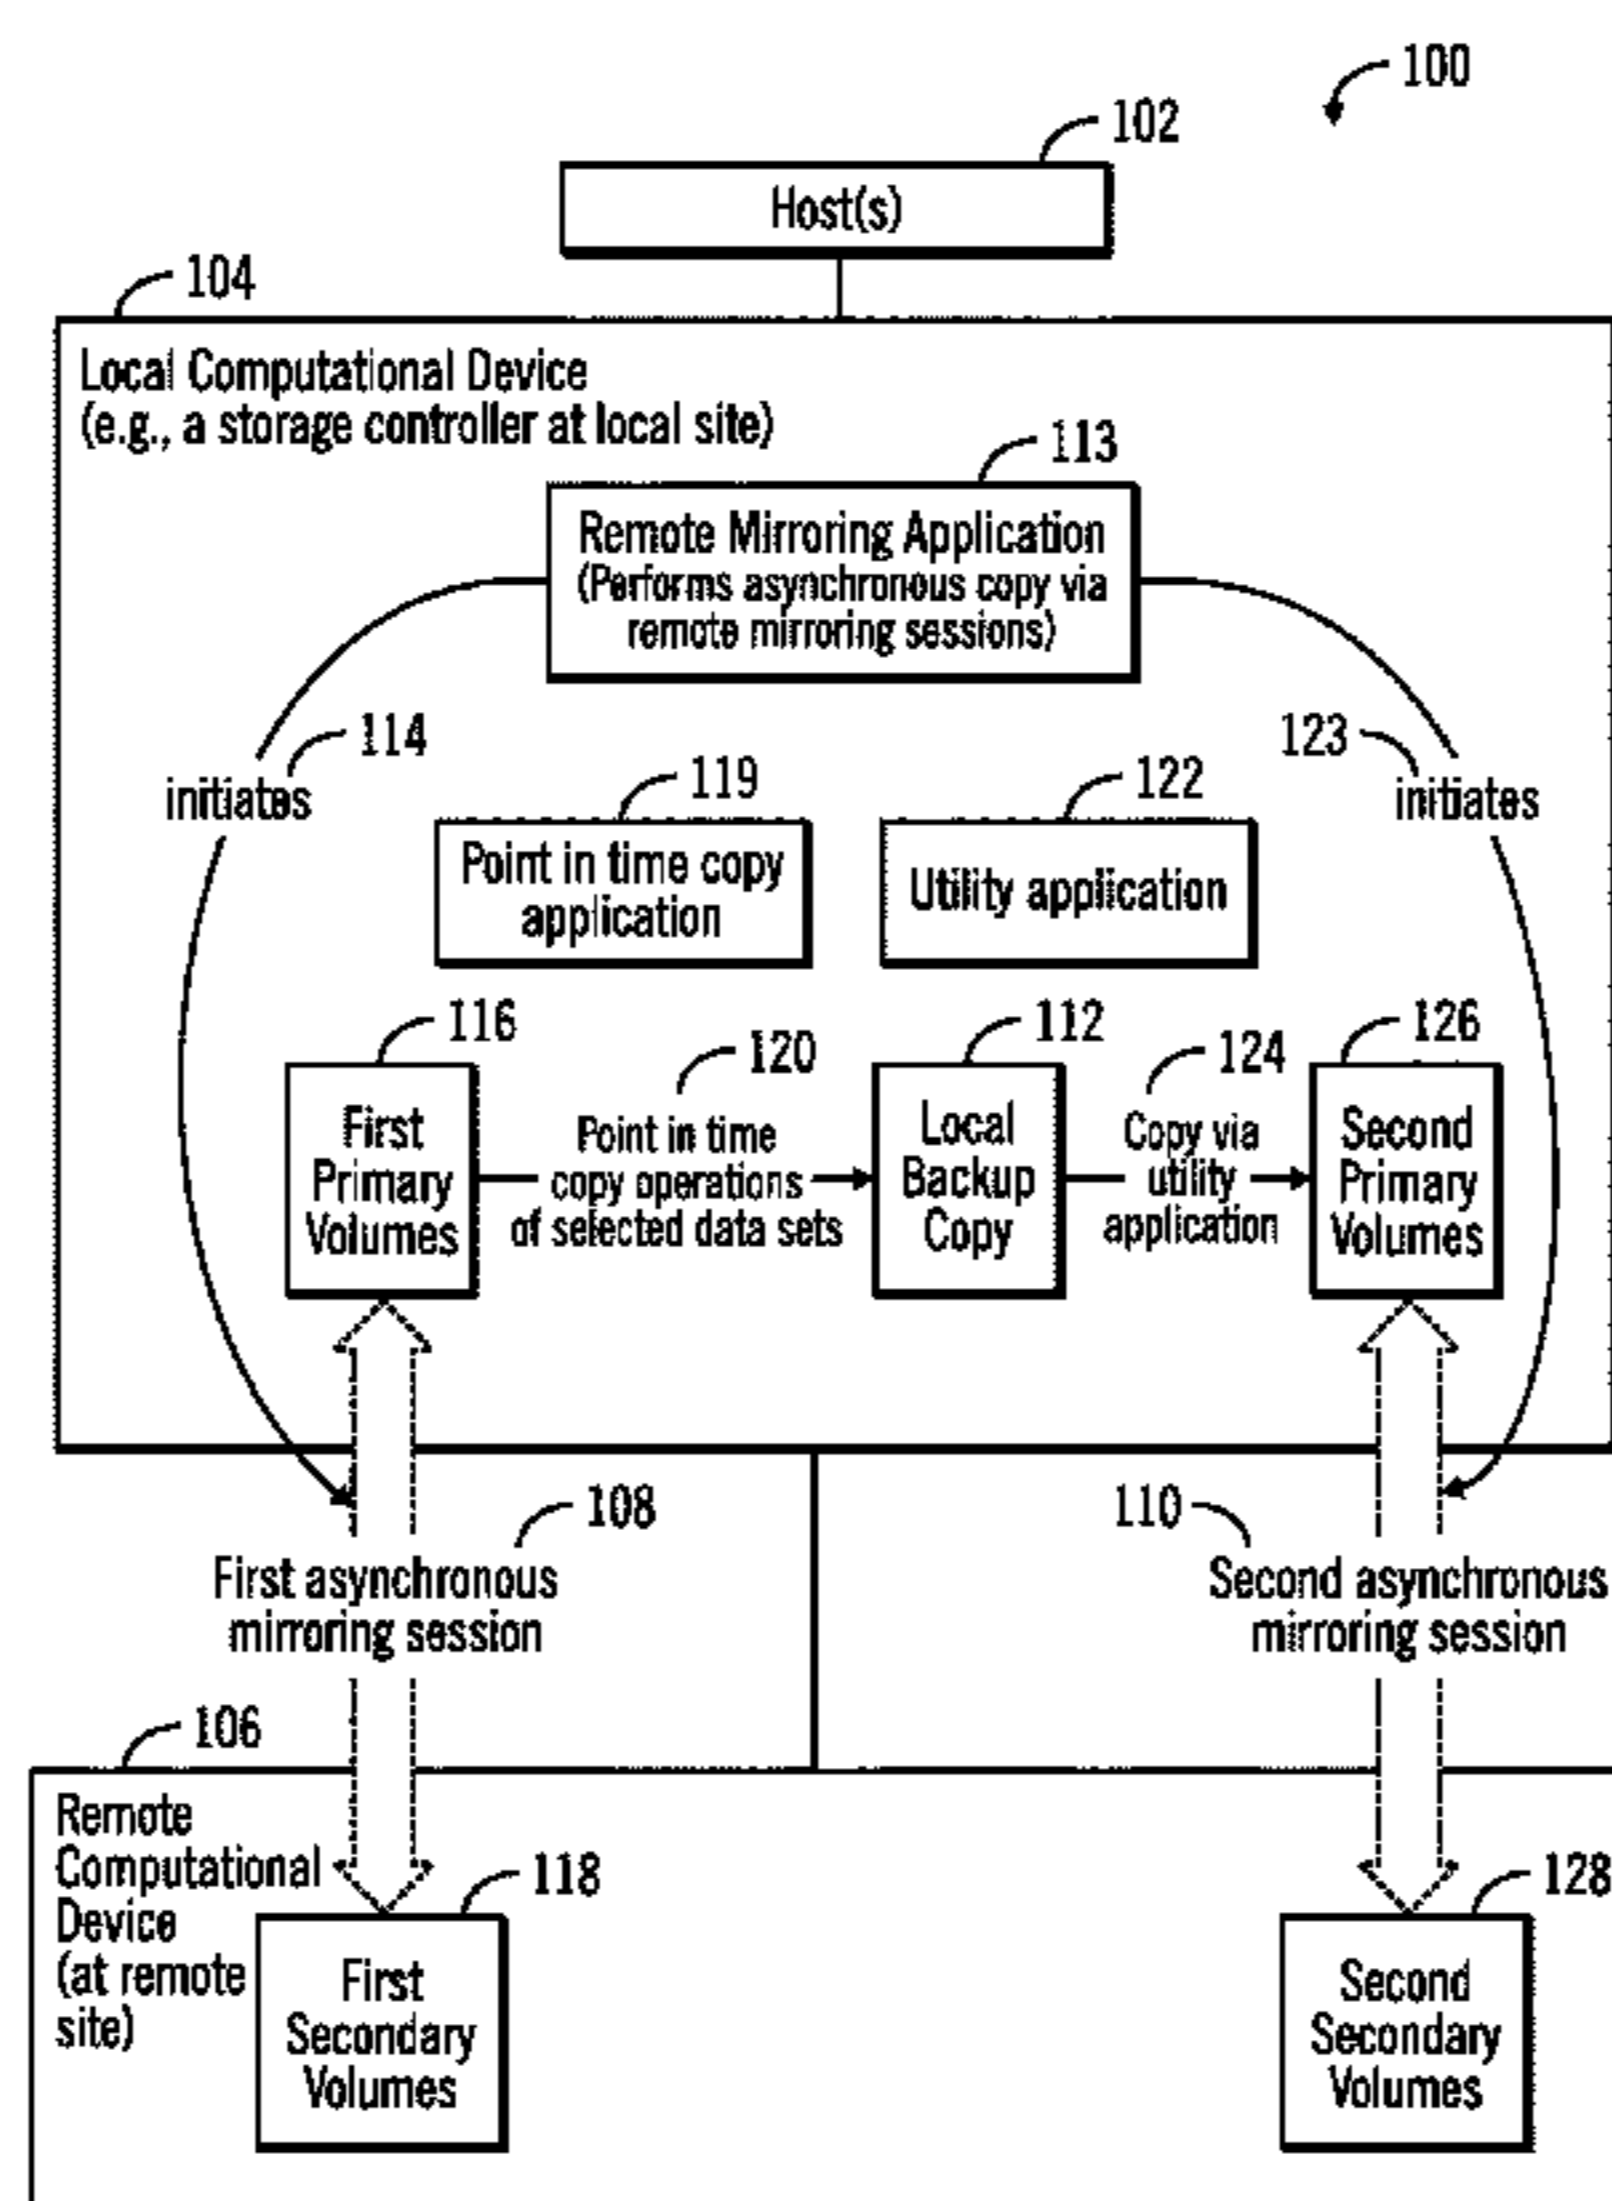 100
102
Host(s)
104
Local Computational Device
(e.g., a storage controller at local site)
113
Remote Mirroring Application
(Performs asynchronous copy via
remote mirroring sessions)
114
initiates
123
initiates
119
Point in time copy
application
122
Utility application
116
First
Primary
Volumes
120
Point in time
copy operations
of selected data sets
112
Local
Backup
Copy
124
Copy via
utility
application
126
Second
Primary
Volumes
108
First asynchronous
mirroring session
110
Second asynchronous
mirroring session
106
Remote
Computational
Device
(at remote
site)
118
First
Secondary
Volumes
128
Second
Secondary
Volumes